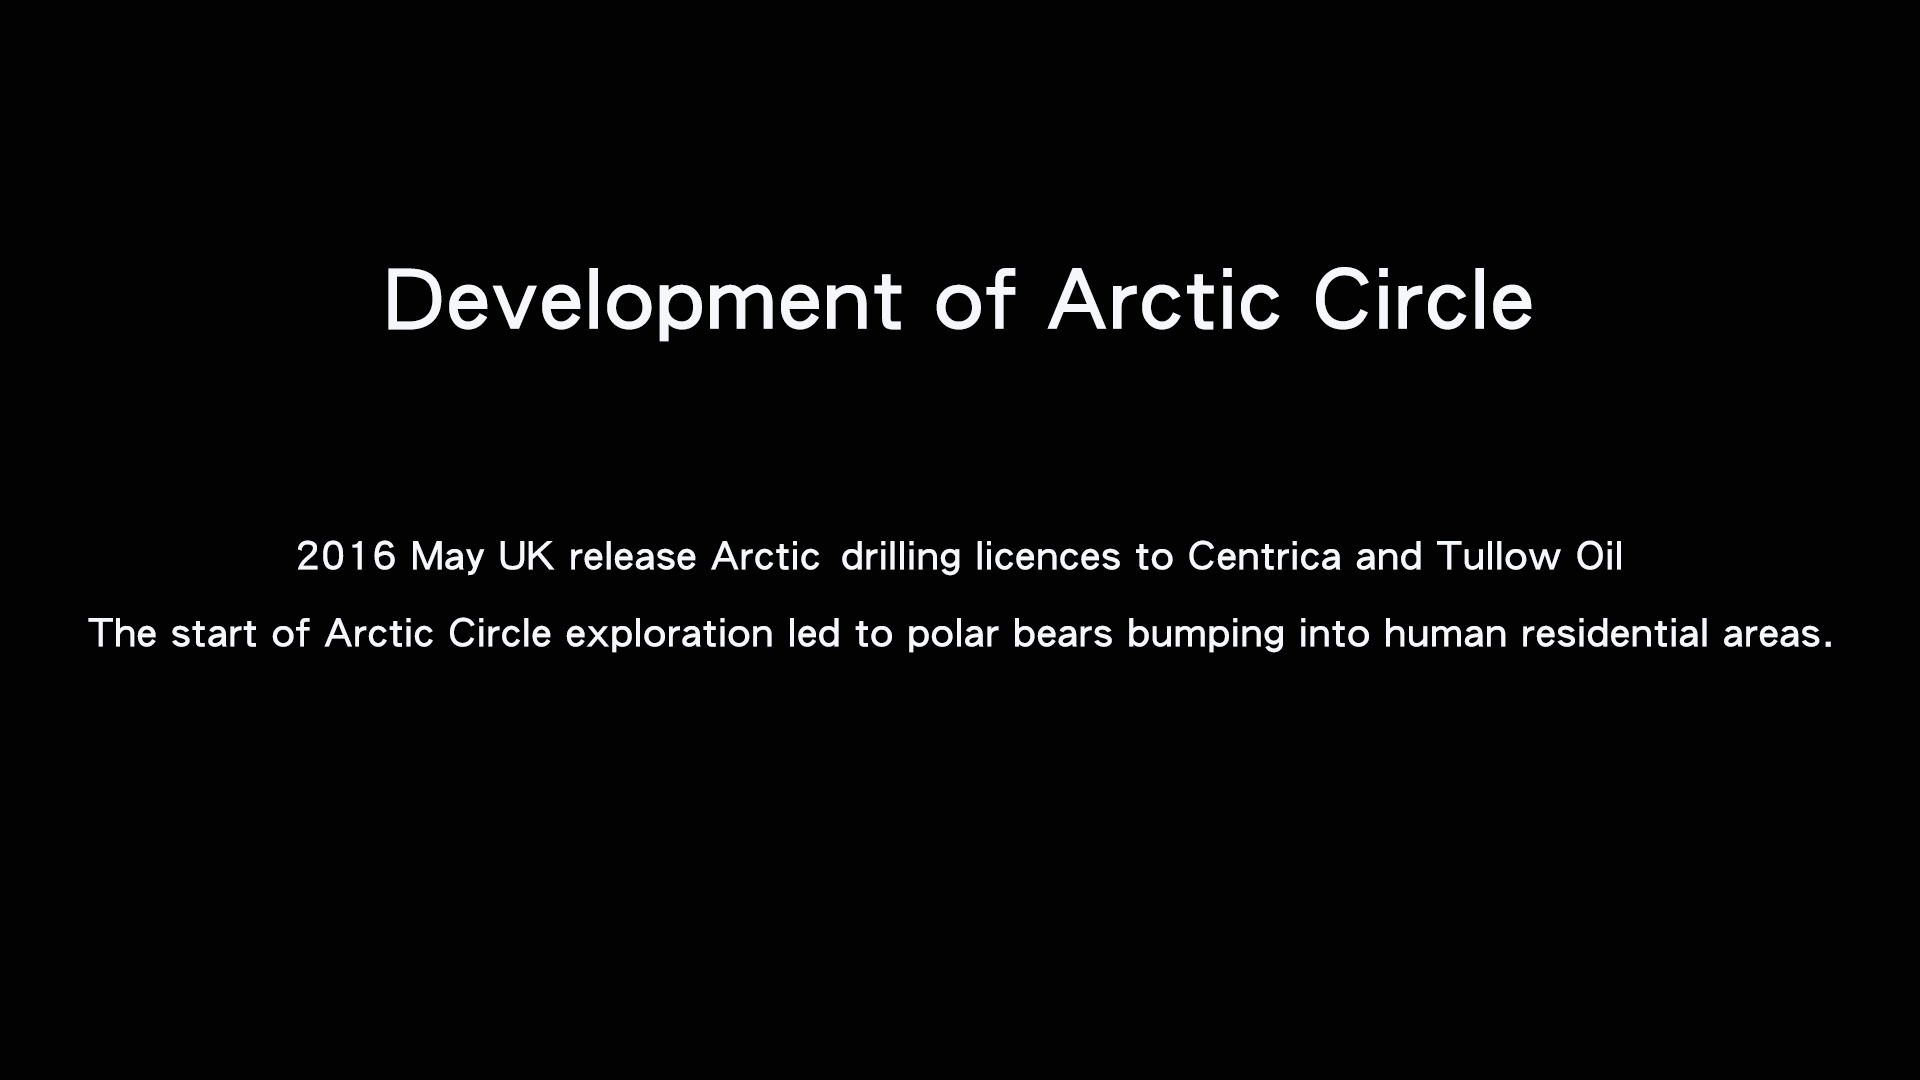 Development of Arctic Circle
2016 May UK release Arctic drilling licences to Centrica and Tullow Oil
The start of Arctic Circle exploration led to polar bears bumping into human residential areas.